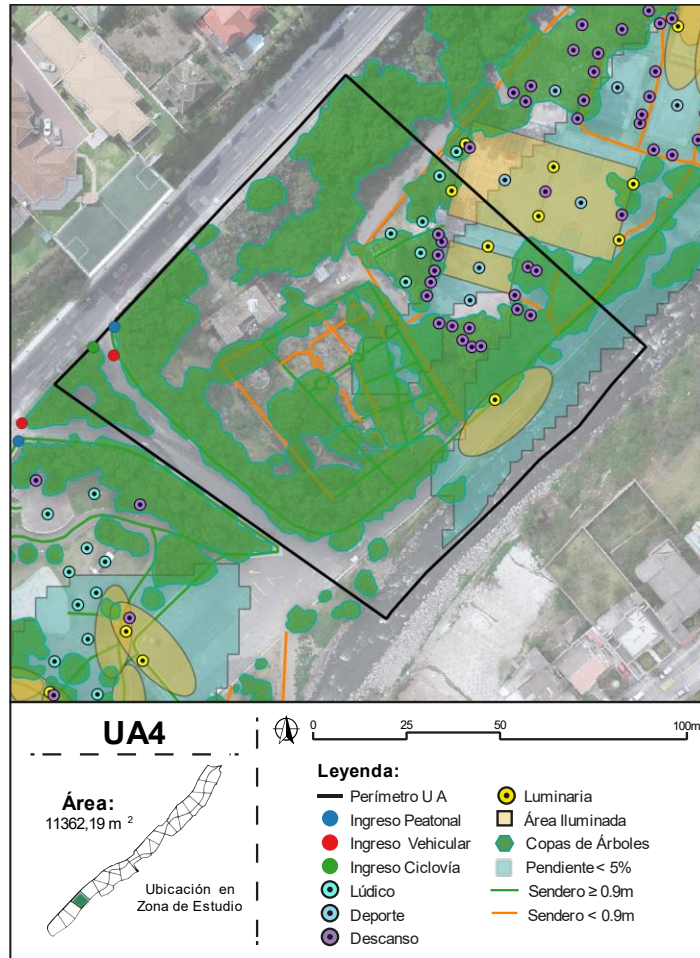 UA4
Área:
11362,19 m 2
Ubicación en
Zona de Estudio
0 25 50 100m
Leyenda:
Perímetro U A
Ingreso Peatonal
Ingreso Vehicular
Ingreso Ciclovía
Lúdico
Deporte
Descanso
Luminaria
Área Iluminada
Copas de Árboles
Pendiente < 5%
Sendero ≥ 0.9m
Sendero < 0.9m